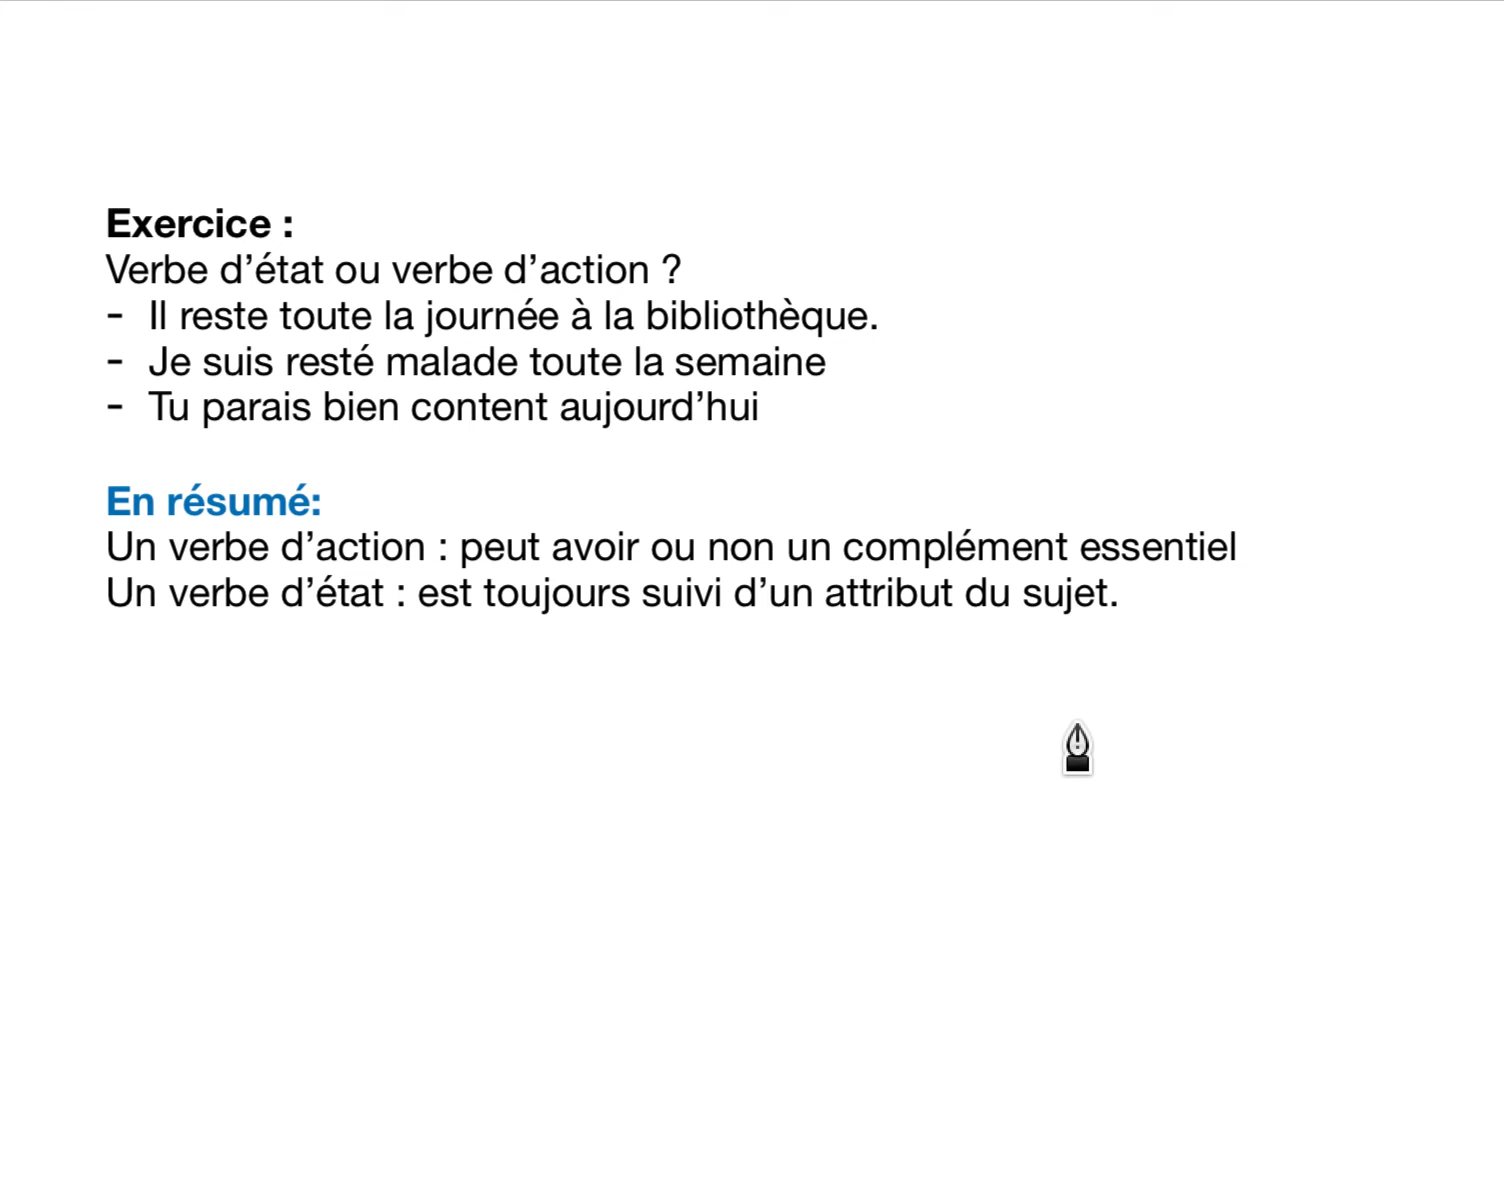 Exercice :
Verbe d’état ou verbe d’action ?
- Il reste toute la journée à la bibliothèque.
- Je suis resté malade toute la semaine
- Tu parais bien content aujourd’hui
En résumé:
Un verbe d’action : peut avoir ou non un complément essentiel
Un verbe d’état : est toujours suivi d’un attribut du sujet.